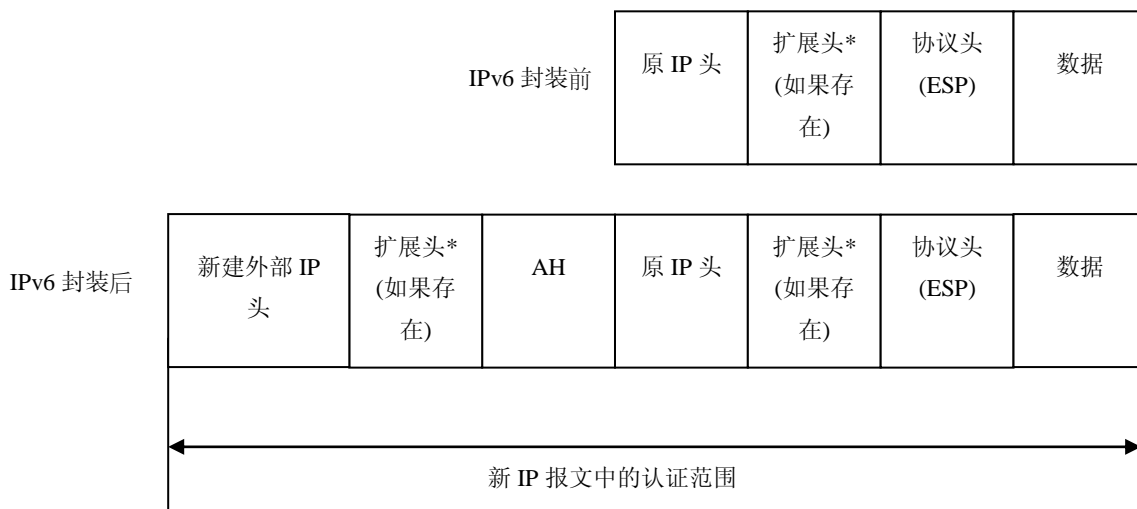 IPv6 封装前
原 IP 头
扩展头*
(如果存
在)
协议头
(ESP)
数据
IPv6 封装后
新建外部 IP
头
扩展头*
(如果存
在)
AH
原 IP 头
扩展头*
(如果存
在)
协议头
(ESP)
数据
新 IP 报文中的认证范围